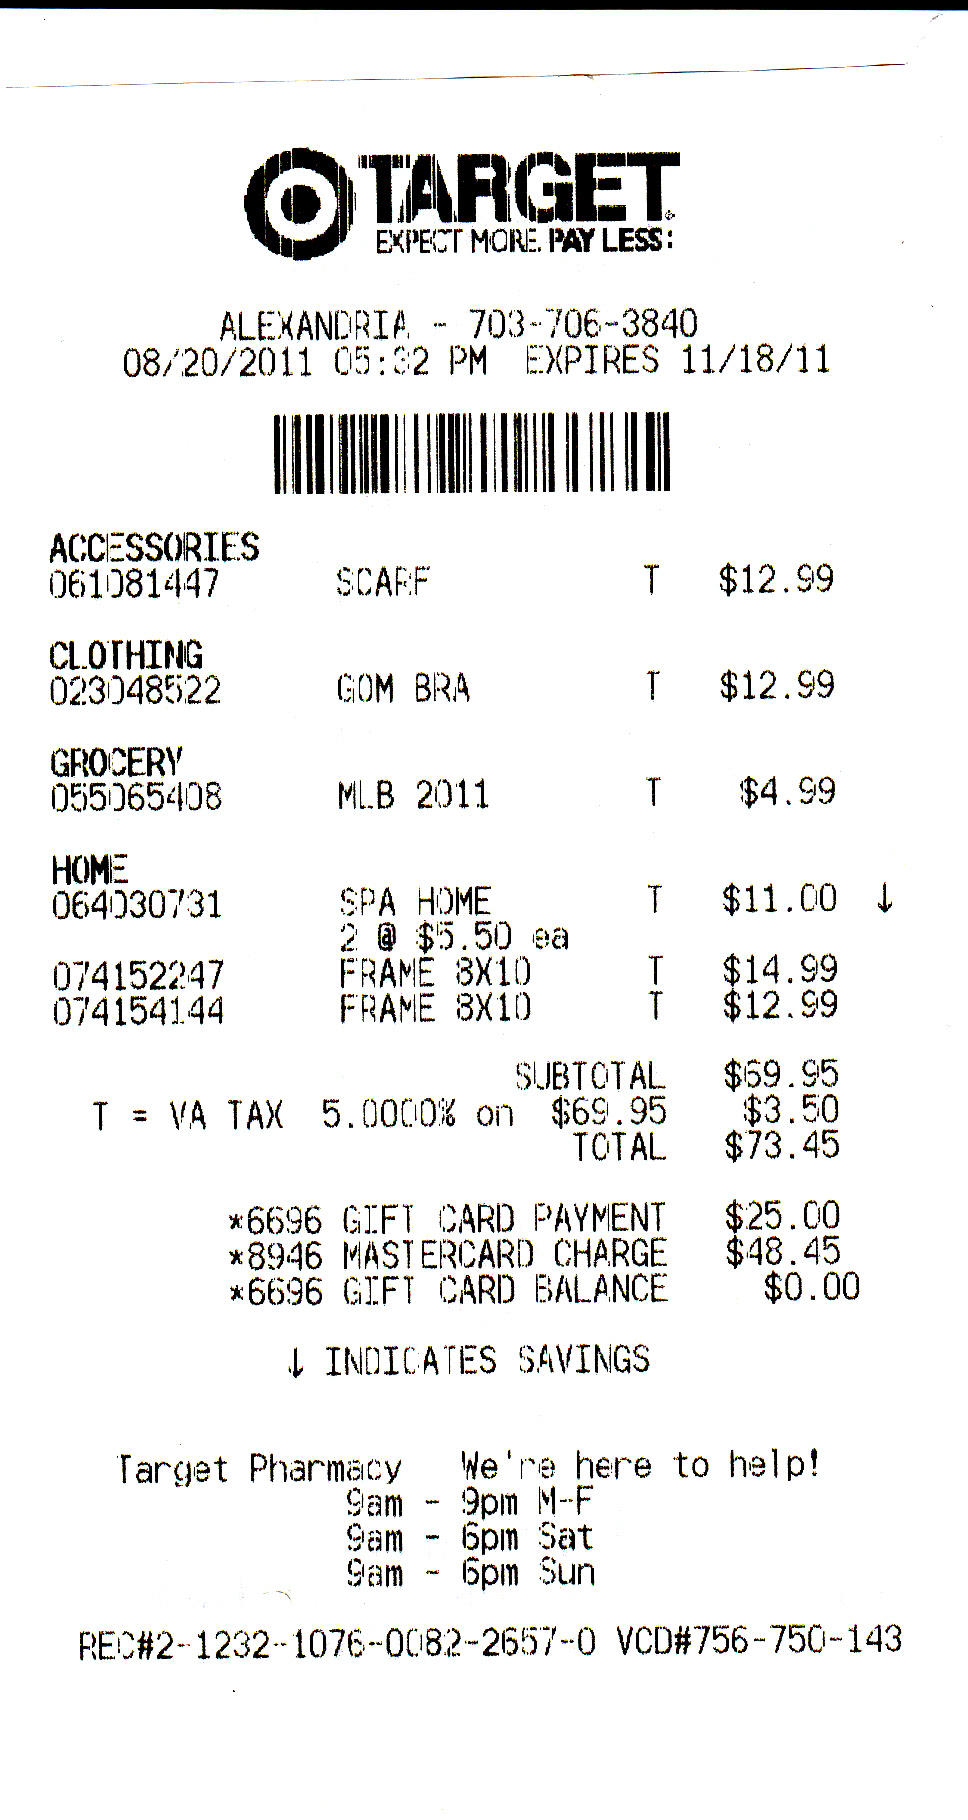 TARGET
EXPECT MORE. PAY LESS.
ALEXANDRIA - 703-706-3840
08/20/2011 05:32 PM EXPIRES 11/18/11
ACCESSORIES
061081447 SCARF T $12.99
CLOTHING
023048522 GOM BRA T $12.99
GROCERY
055065408 MLB 2011 T $4.99
HOME
064030731 SPA HOME T $11.00 ↓
2 @ $5.50 ea
074152247 FRAME 8X10 T $14.99
074154144 FRAME 8X10 T $12.99
SUBTOTAL $69.95
T = VA TAX 5.0000% on $69.95 $3.50
TOTAL $73.45
*6696 GIFT CARD PAYMENT $25.00
*8946 MASTERCARD CHARGE $48.45
*6696 GIFT CARD BALANCE $0.00
↓ INDICATES SAVINGS
Target Pharmacy We're here to help!
9am - 9pm M-F
9am - 6pm Sat
9am - 6pm Sun
REC#2-1232-1076-0082-2657-0 VCD#756-750-143